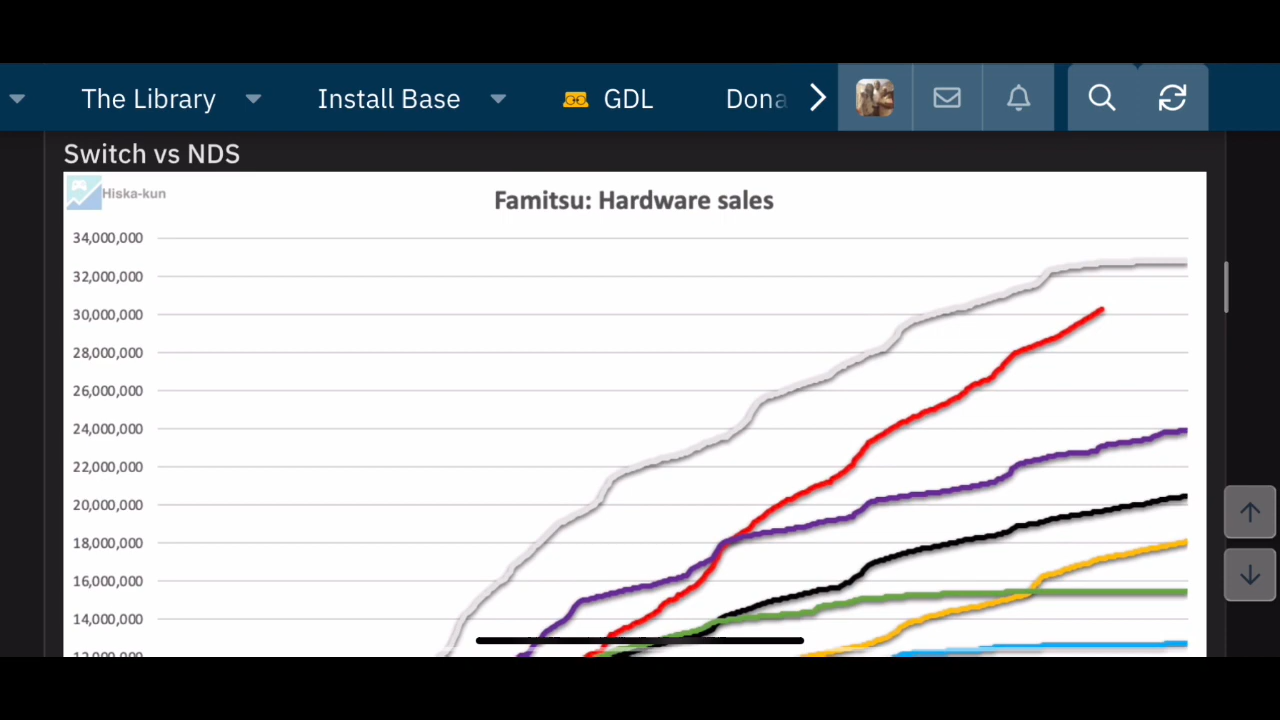 The Library
Install Base
GDL
Dona
Switch vs NDS
Hiska-kun
Famitsu: Hardware sales
34,000,000
32,000,000
30,000,000
28,000,000
26,000,000
24,000,000
22,000,000
20,000,000
18,000,000
16,000,000
14,000,000